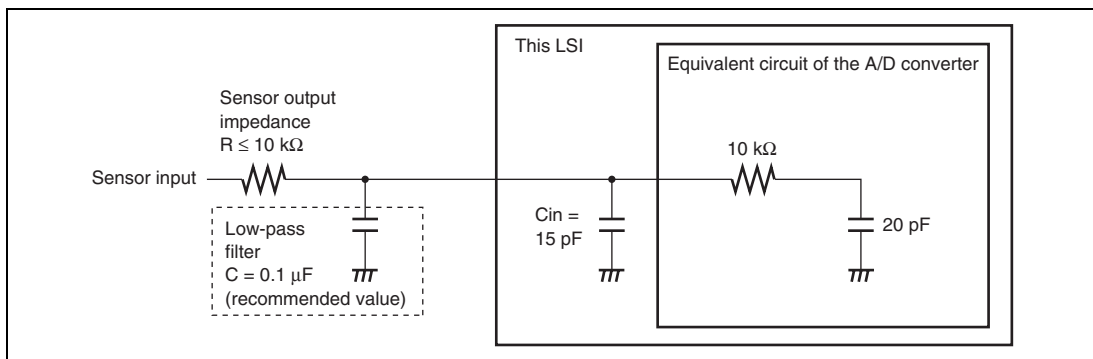 This LSI
Equivalent circuit of the A/D converter
Sensor output
impedance
R ≤ 10 kΩ
10 kΩ
Sensor input
Low-pass
filter
C = 0.1 μF
(recommended value)
Cin =
15 pF
20 pF